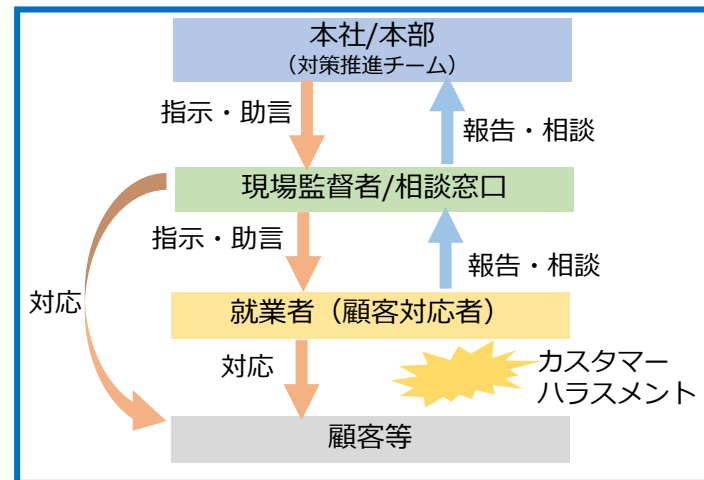 本社/本部
（対策推進チーム）
指示・助言
報告・相談
現場監督者/相談窓口
指示・助言
報告・相談
対応
就業者（顧客対応者）
対応
カスタマー
ハラスメント
顧客等